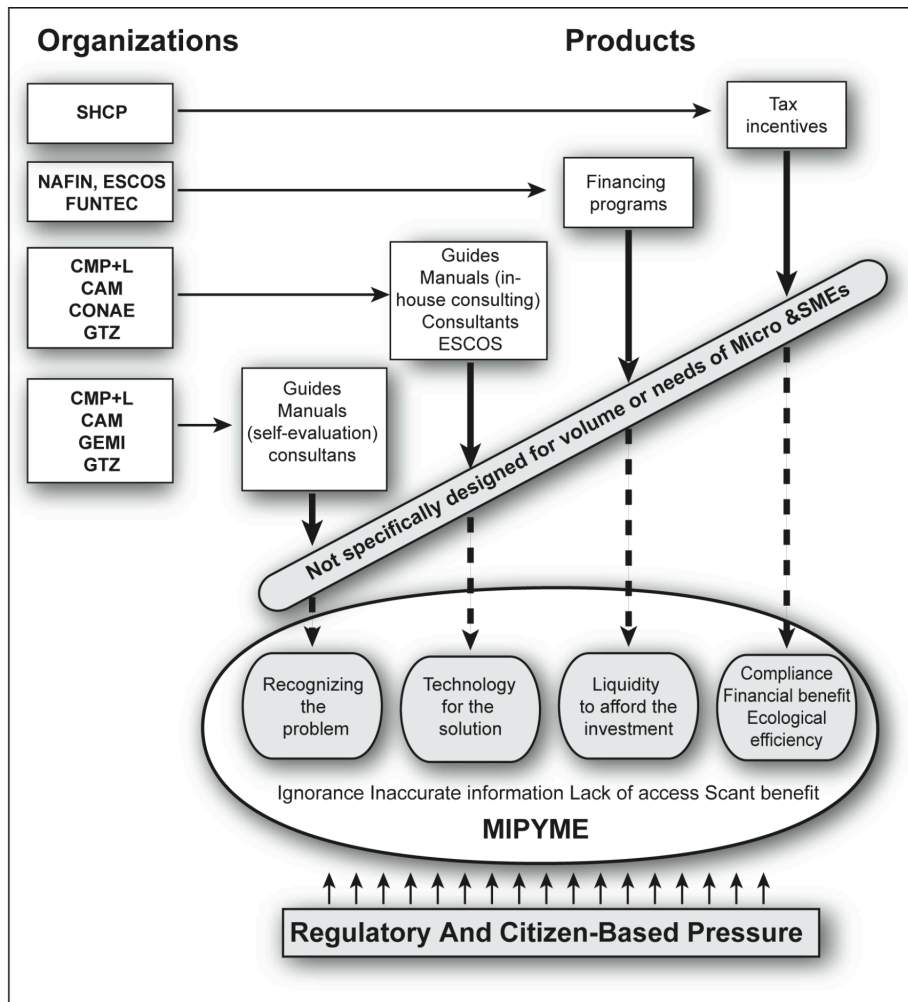 Organizations
Products
SHCP
Tax
incentives
NAFIN, ESCOS
FUNTEC
Financing
programs
CMP+L
CAM
CONAE
GTZ
Guides
Manuals (in-
house consulting)
Consultants
ESCOS
CMP+L
CAM
GEMI
GTZ
Guides
Manuals
(self-evaluation)
consultans
Not specifically designed for volume or needs of Micro &SMEs
Recognizing
the
problem
Technology
for the
solution
Liquidity
to afford the
investment
Compliance
Financial benefit
Ecological
efficiency
Ignorance Inaccurate information Lack of access Scant benefit
MIPYME
Regulatory And Citizen-Based Pressure